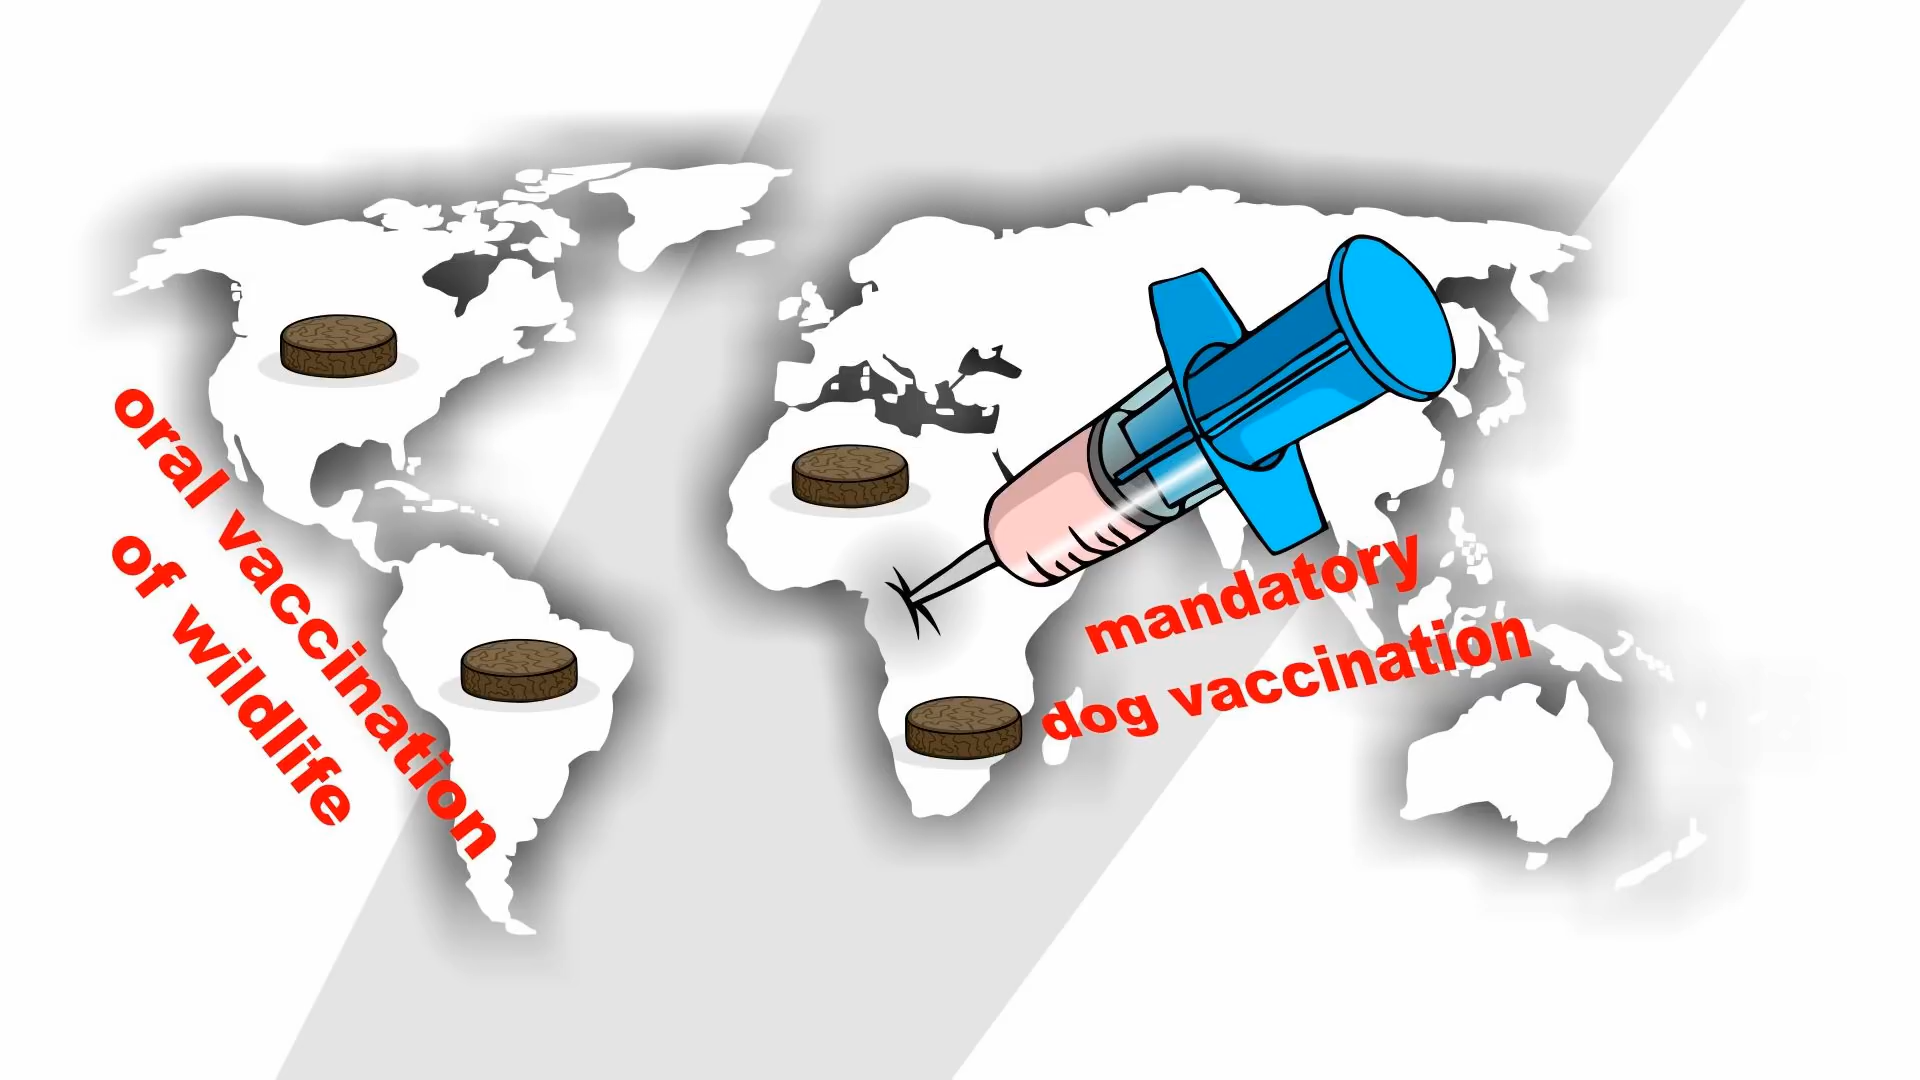 oral vaccination
of wildlife
mandatory
dog vaccination